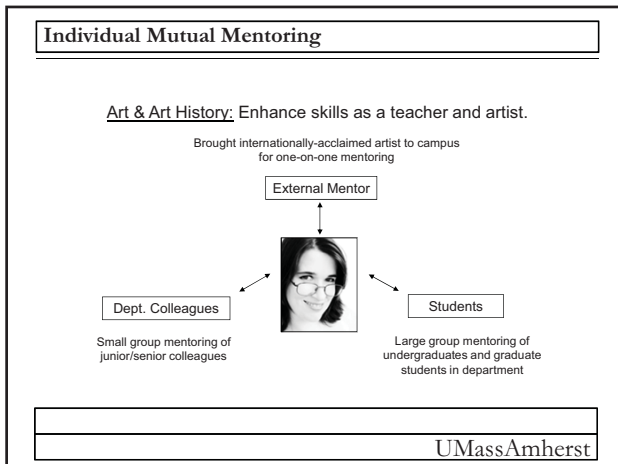 Individual Mutual Mentoring
Art & Art History: Enhance skills as a teacher and artist.
Brought internationally-acclaimed artist to campus
for one-on-one mentoring
External Mentor
Dept. Colleagues
Small group mentoring of
junior/senior colleagues
Students
Large group mentoring of
undergraduates and graduate
students in department
UMassAmherst